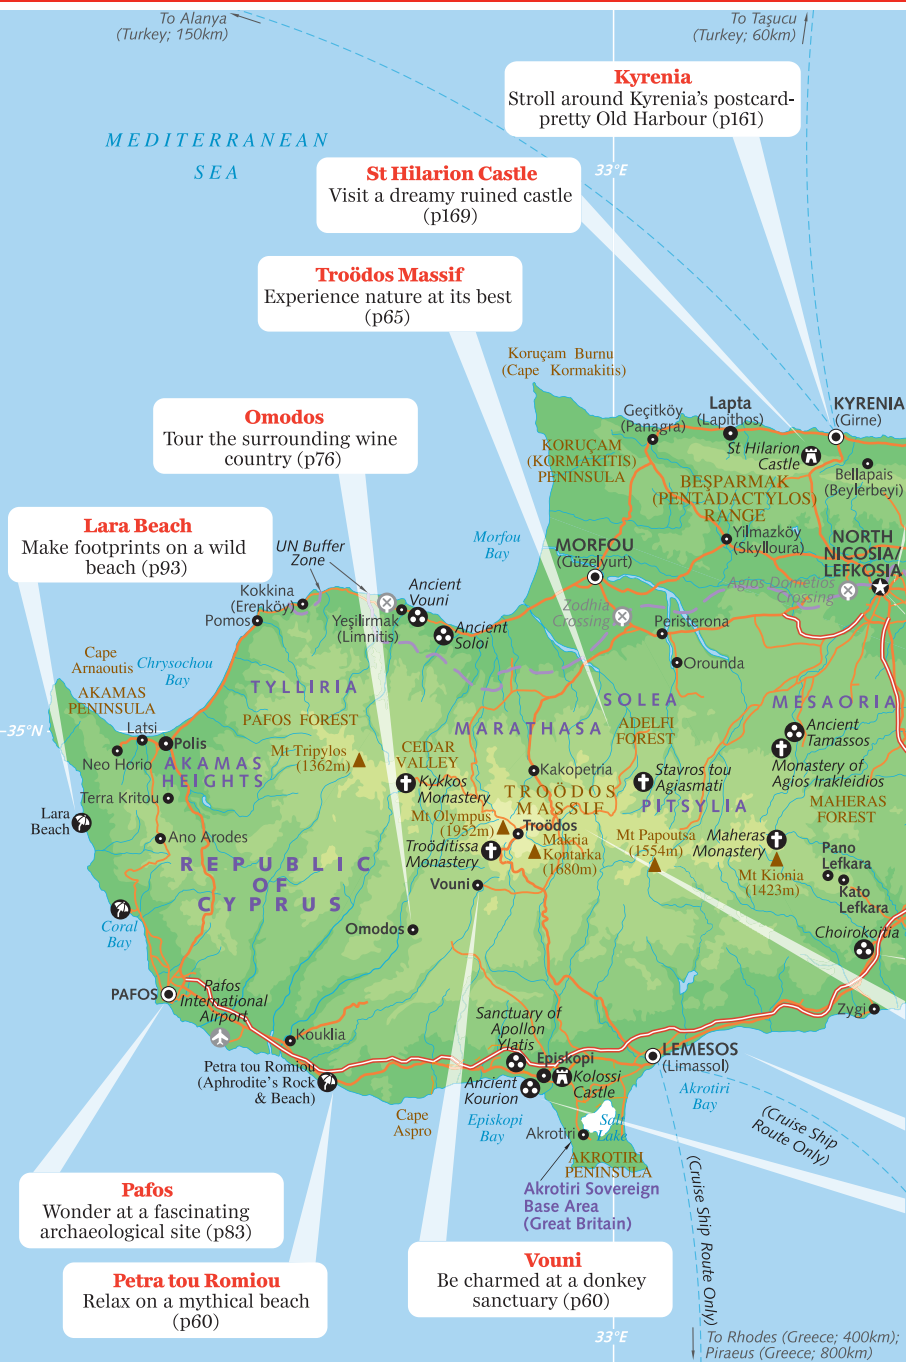 To Alanya
(Turkey; 150km)
To Taşucu
(Turkey; 60km)
Kyrenia
Stroll around Kyrenia's postcard-
pretty Old Harbour (p161)
MEDITERRANEAN
SEA
33°E
St Hilarion Castle
Visit a dreamy ruined castle
(p169)
Troödos Massif
Experience nature at its best
(p65)
Koruçam Burnu
(Cape Kormakitis)
Omodos
Tour the surrounding wine
country (p76)
Geçitköy
(Panagra)
Lapta
(Lapithos)
KYRENIA
(Girne)
KORUÇAM
(KORMAKITIS)
PENINSULA
St Hilarion
Castle
Bellapais
(Beylerbeyi)
BEŞPARMAK
(PENTADACTYLOS)
RANGE
Lara Beach
Make footprints on a wild
beach (p93)
UN Buffer
Zone
Morfou
Bay
MORFOU
(Güzelyurt)
Yılmazköy
(Skylloura)
NORTH
NICOSIA/
LEFKOSIA
Agios Dometios
Crossing
Kokkina
(Erenköy)
Pomos
Ancient
Vouni
Yeşilırmak
(Limnitis)
Ancient
Soloi
Zodhia
Crossing
Peristerona
Orounda
Cape
Arnaoutis
Chrysochou
Bay
AKAMAS
PENINSULA
TYLLIRIA
SOLEA
MESAORIA
35°N
Latsi
Polis
Neo Horio
PAFOS FOREST
MARATHASA
ADELFI
FOREST
Ancient
Tamassos
Mt Tripylos
(1362m)
CEDAR
VALLEY
AKAMAS
HEIGHTS
Kykkos
Monastery
Kakopetria
Stavros tou
Agiasmati
Monastery of
Agios Irakleidios
Terra Kritou
TROÖDOS
MASSIF
PITSYLIA
MAHERAS
FOREST
Lara
Beach
Ano Arodes
Mt Olympus
(1952m)
Troödos
Troöditissa
Monastery
Makria
Kontarka
(1680m)
Mt Papoutsa
(1554m)
Maheras
Monastery
Mt Kionia
(1423m)
Pano
Lefkara
Kato
Lefkara
REPUBLIC
OF
CYPRUS
Vouni
Coral
Bay
Omodos
Choirokoitia
PAFOS
Pafos
International
Airport
Zygi
Kouklia
Sanctuary of
Apollon
Ylatis
Episkopi
LEMESOS
(Limassol)
Petra tou Romiou
(Aphrodite's Rock
& Beach)
Ancient
Kourion
Kolossi
Castle
Akrotiri
Bay
Cape
Aspro
Episkopi
Bay
Akrotiri
Salt
Lake
(Cruise Ship
Route Only)
AKROTIRI
PENINSULA
Akrotiri Sovereign
Base Area
(Great Britain)
(Cruise Ship Route Only)
Pafos
Wonder at a fascinating
archaeological site (p83)
Petra tou Romiou
Relax on a mythical beach
(p60)
Vouni
Be charmed at a donkey
sanctuary (p60)
33°E
To Rhodes (Greece; 400km);
Piraeus (Greece; 800km)